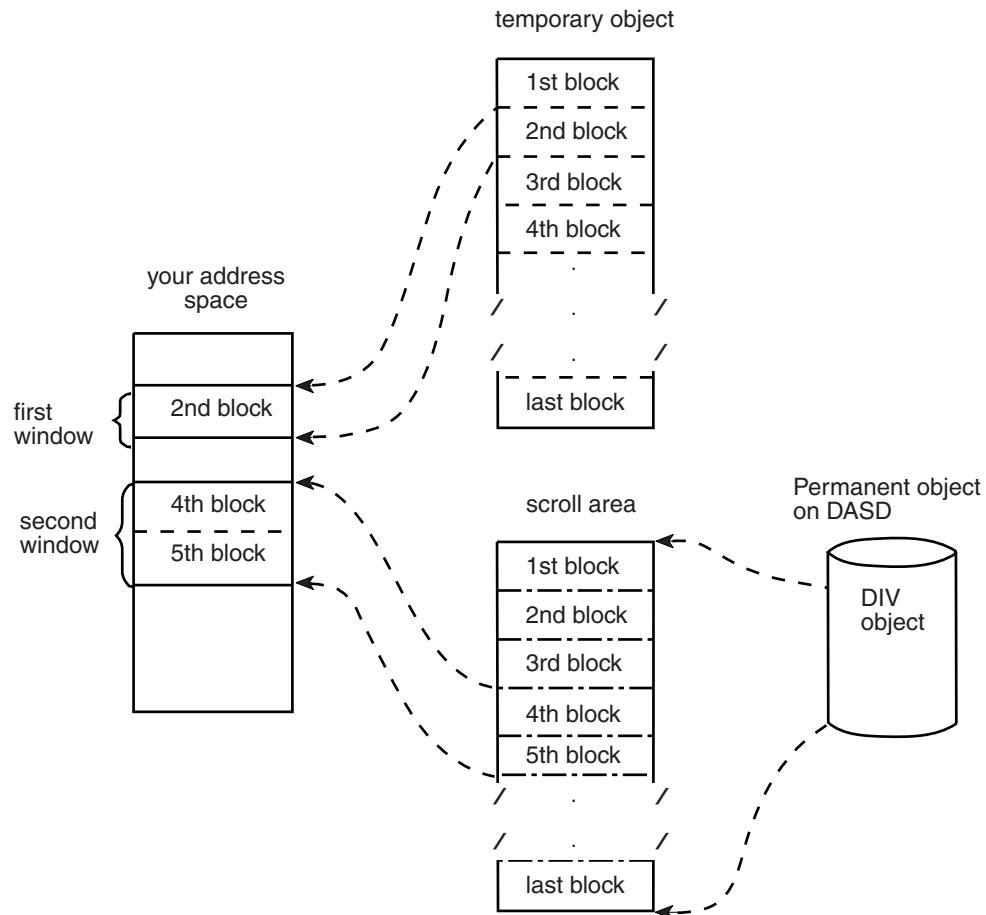 temporary object
1st block
2nd block
3rd block
4th block
last block
your address
space
first
window
2nd block
second
window
4th block
5th block
scroll area
1st block
2nd block
3rd block
4th block
5th block
last block
Permanent object
on DASD
DIV
object